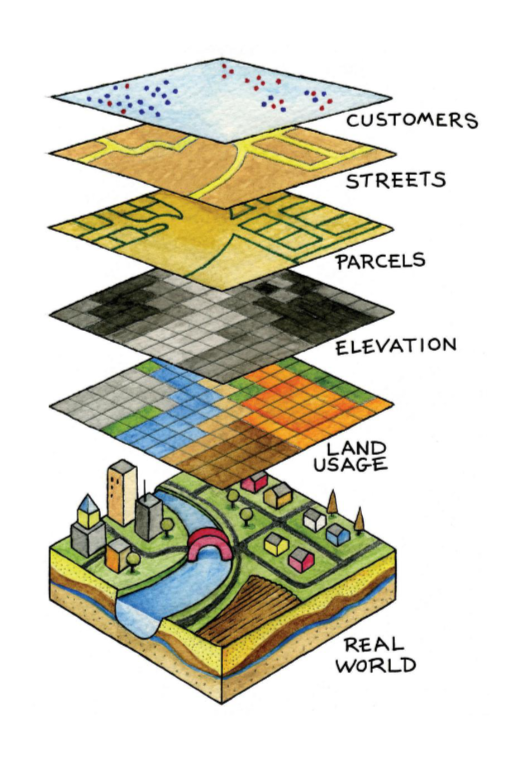 CUSTOMERS
STREETS
PARCELS
ELEVATION
LAND
USAGE
REAL
WORLD